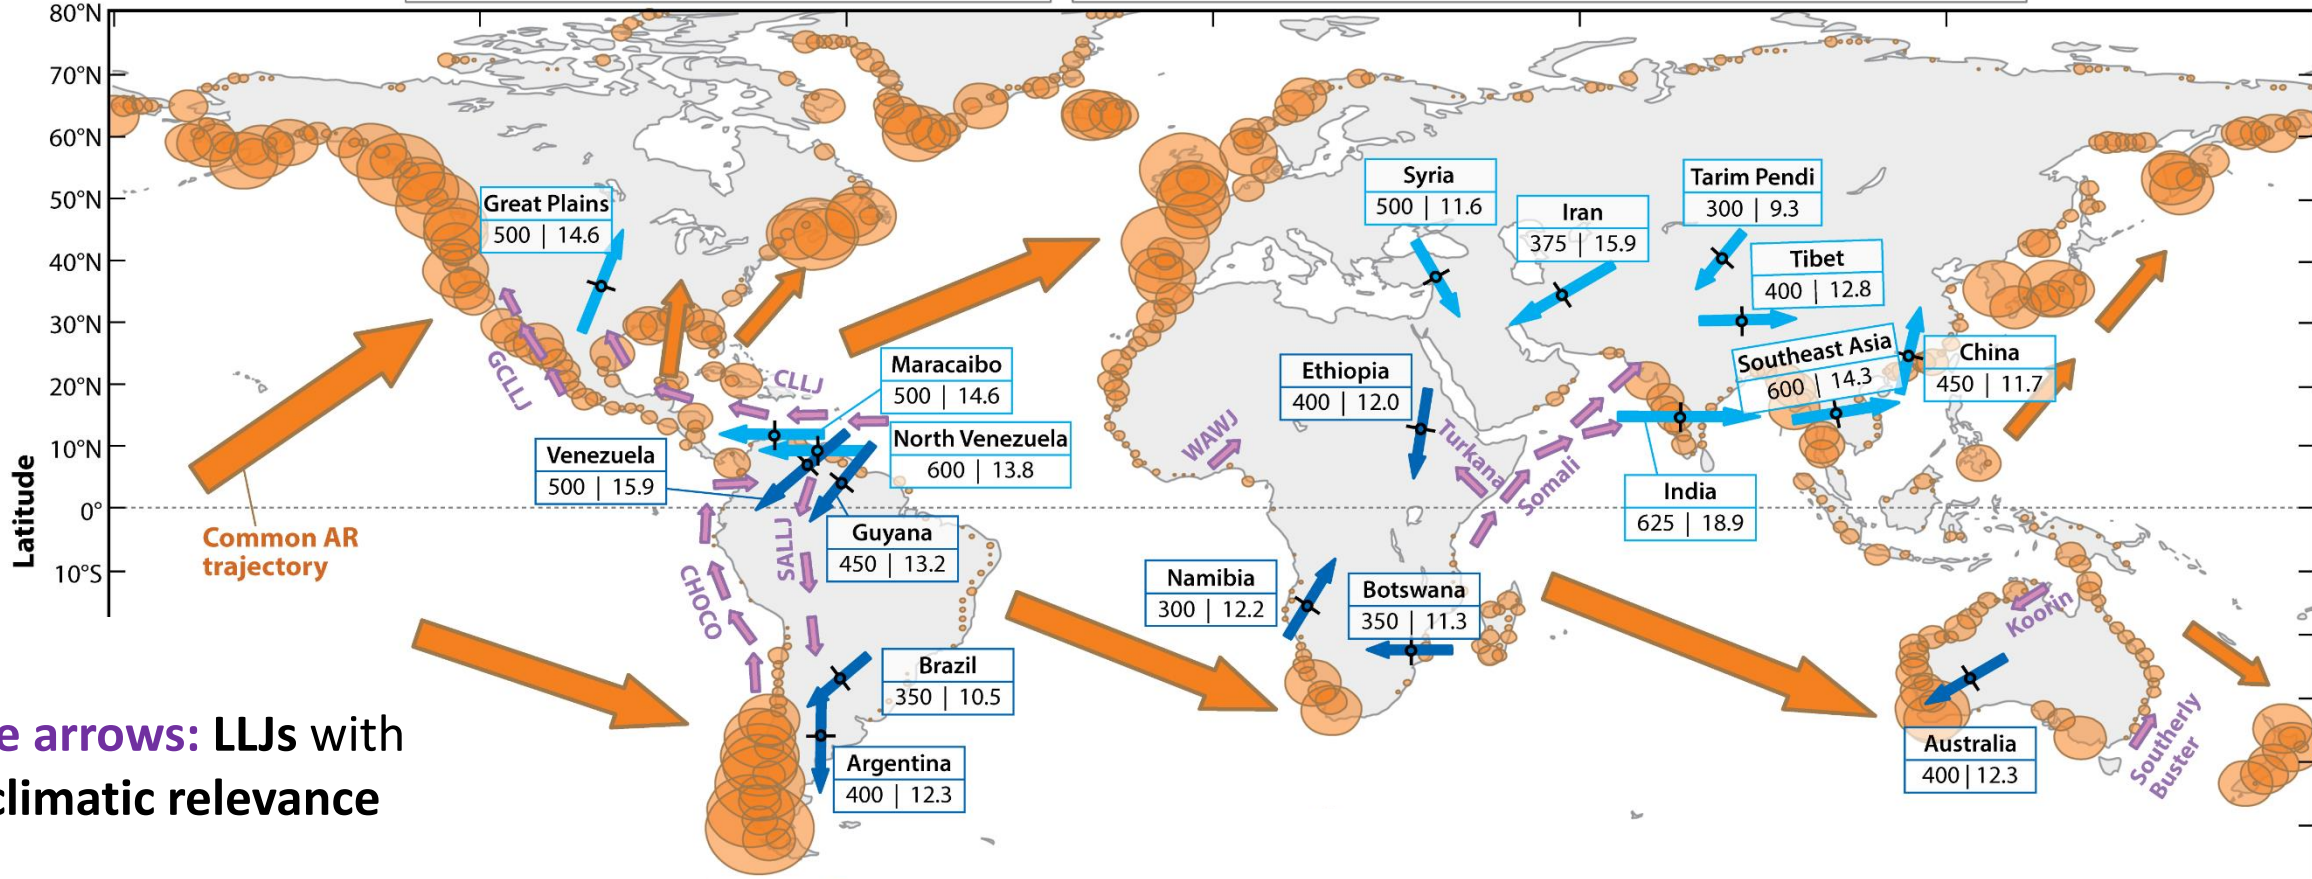 80°N
70°N
60°N
50°N
40°N
30°N
20°N
10°N
0°
10°S
Latitude
Great Plains
500 | 14.6
GCLLJ
CLLJ
Maracaibo
500 | 14.6
North Venezuela
600 | 13.8
Venezuela
500 | 15.9
Guyana
450 | 13.2
SALLJ
CHOCO
Brazil
350 | 10.5
Argentina
400 | 12.3
Common AR
trajectory
Syria
500 | 11.6
Iran
375 | 15.9
Tarim Pendi
300 | 9.3
Tibet
400 | 12.8
Southeast Asia
600 | 14.3
China
450 | 11.7
Ethiopia
400 | 12.0
WAWJ
Turkana
Somali
India
625 | 18.9
Namibia
300 | 12.2
Botswana
350 | 11.3
Koorin
Australia
400 | 12.3
Southerly
Buster
e arrows: LLJs with
climatic relevance